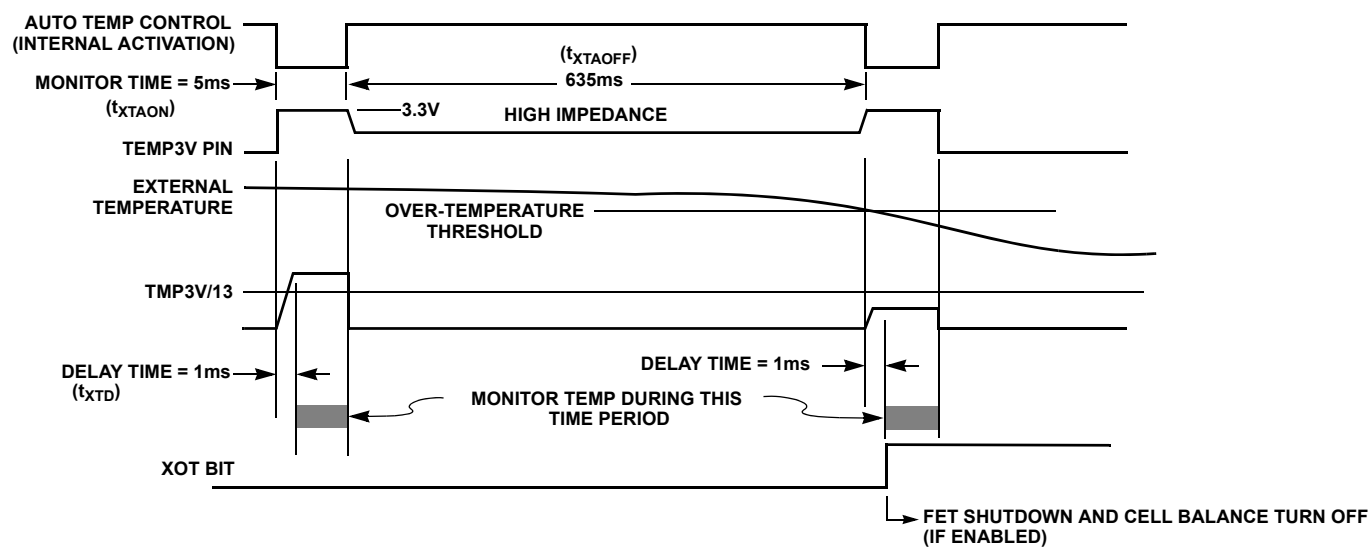 AUTO TEMP CONTROL
(INTERNAL ACTIVATION)
(tXTAOFF)
MONITOR TIME = 5ms
635ms
(tXTAON)
3.3V
HIGH IMPEDANCE
TEMP3V PIN
EXTERNAL
TEMPERATURE
OVER-TEMPERATURE
THRESHOLD
TMP3V/13
DELAY TIME = 1ms
DELAY TIME = 1ms
(tXTD)
MONITOR TEMP DURING THIS
TIME PERIOD
XOT BIT
FET SHUTDOWN AND CELL BALANCE TURN OFF
(IF ENABLED)